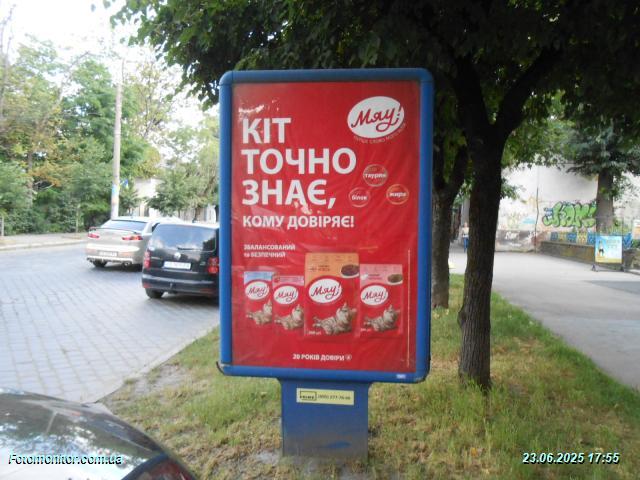 КІТ
ТОЧНО
ЗНАЄ,
КОМУ ДОВІРЯЄ!
Мяу!
таурин
білок
жири
ЗБАЛАНСОВАНИЙ
та БЕЗПЕЧНИЙ
Мяу!
Мяу!
Мяу!
Мяу!
20 РОКІВ ДОВІРИ
PRIME
Fotomonitor.com.ua
23.06.2025 17:55